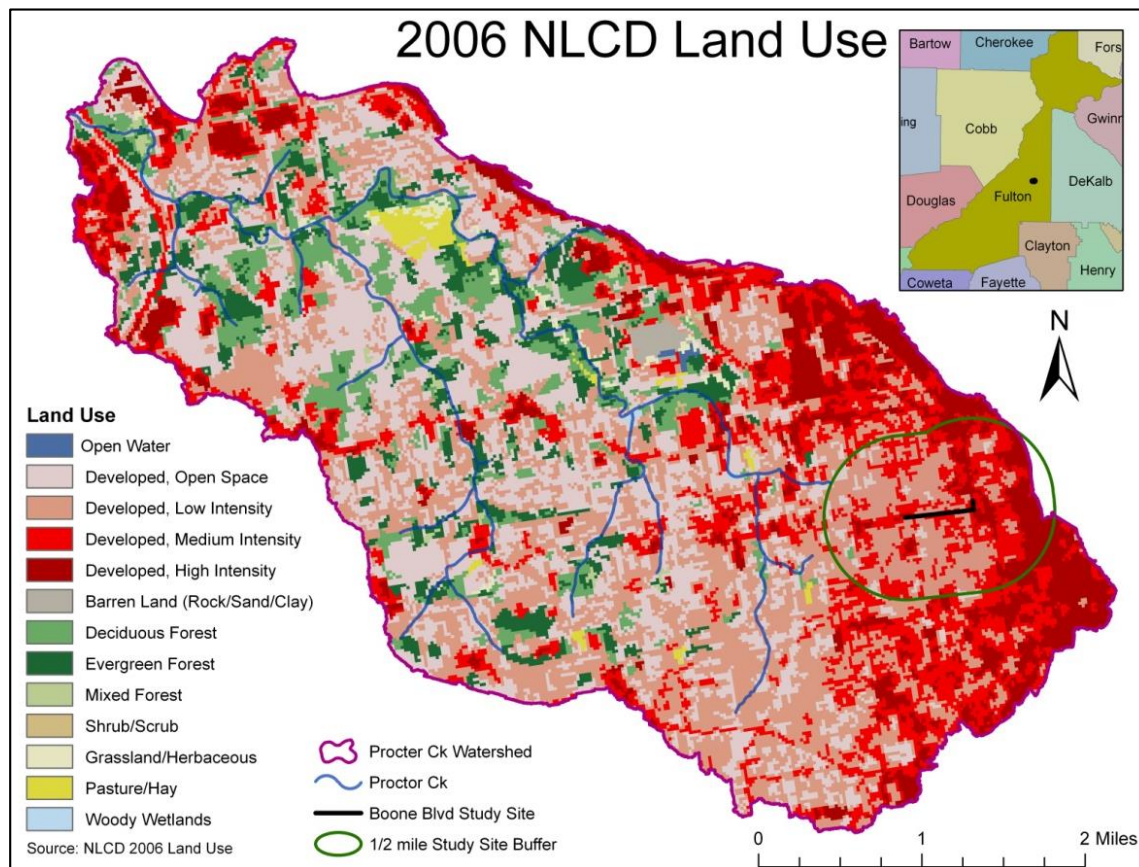 2006 NLCD Land Use
Bartow
Cherokee
Fors
ing
Cobb
Gwinn
DeKalb
Fulton
Douglas
Clayton
Henry
Coweta
Fayette
N
Land Use
Open Water
Developed, Open Space
Developed, Low Intensity
Developed, Medium Intensity
Developed, High Intensity
Barren Land (Rock/Sand/Clay)
Deciduous Forest
Evergreen Forest
Mixed Forest
Shrub/Scrub
Grassland/Herbaceous
Pasture/Hay
Woody Wetlands
Source: NLCD 2006 Land Use
Procter Ck Watershed
Proctor Ck
Boone Blvd Study Site
1/2 mile Study Site Buffer
0 1 2 Miles